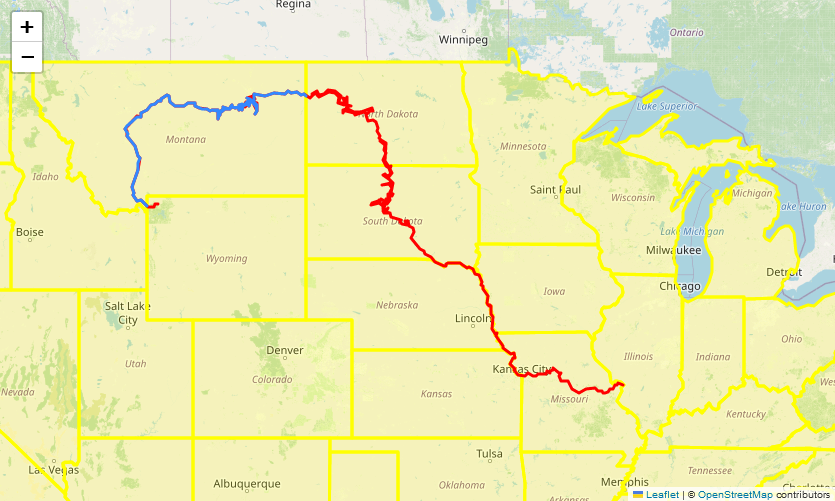 Regina
+
−
Winnipeg
Ontario
Lake Superior
North Dakota
Montana
Minnesota
Idaho
Saint Paul
Wisconsin
Michigan
Lake Huron
South Dakota
Boise
Lake Michigan
Milwaukee
Wyoming
Detroit
Chicago
Iowa
Salt Lake
City
Nebraska
Lincoln
Ohio
Denver
Illinois
Indiana
Utah
Kansas City
Colorado
Nevada
Kansas
Missouri
Kentucky
Tulsa
Las Vegas
Tennessee
Albuquerque
Oklahoma
Memphis
Arkansas
Charlotte
Leaflet | © OpenStreetMap contributors